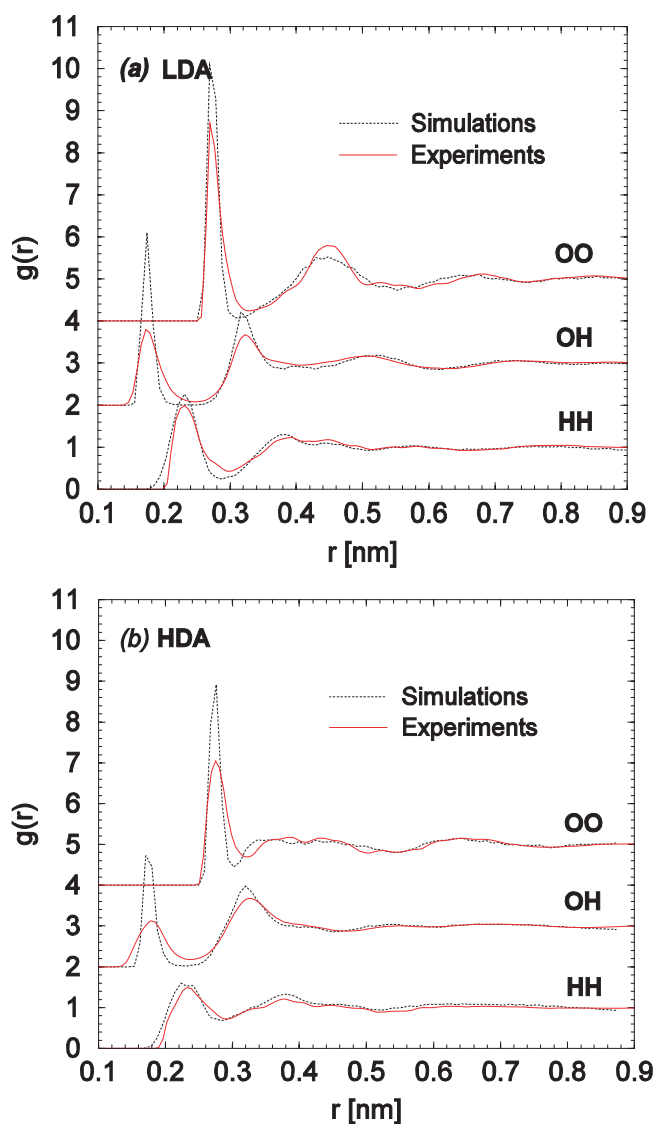 (a) LDA
11
10
9
8
7
6
5
4
3
2
1
0
g(r)
Simulations
Experiments
OO
OH
HH
0.1 0.2 0.3 0.4 0.5 0.6 0.7 0.8 0.9
r [nm]
(b) HDA
11
10
9
8
7
6
5
4
3
2
1
0
g(r)
Simulations
Experiments
OO
OH
HH
0.1 0.2 0.3 0.4 0.5 0.6 0.7 0.8 0.9
r [nm]